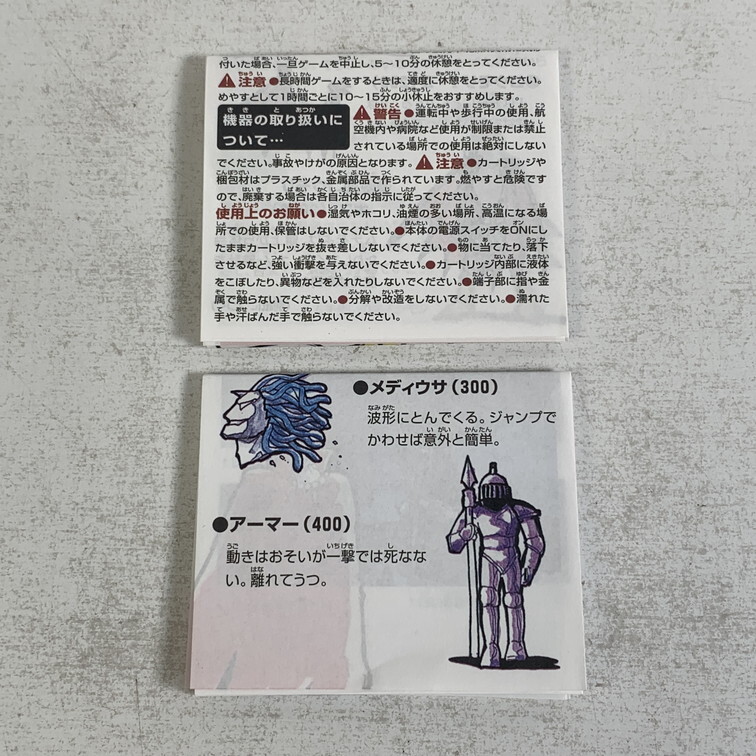 付いた場合、一旦ゲームを中止し、5〜10分の休憩をとってください。
注意 ●長時間ゲームをするときは、適度に休憩をとってください。
めやすとして1時間ごとに10〜15分の小休止をおすすめします。
機器の取り扱いに
ついて…
警告 ●運転中や歩行中の使用、航
空機内や病院など使用が制限または禁止
されている場所での使用は絶対にしない
でください。事故やけがの原因となります。 注意 ●カートリッジや
梱包材はプラスチック、金属部品で作られています。燃やすと危険ですの
で、廃棄する場合は各自治体の指示に従ってください。
使用上のお願い ●湿気やホコリ、油煙の多い場所、高温になる場
所での使用、保管はしないでください。●本体の電源スイッチをONにし
たままカートリッジを抜き差ししないでください。●物に当てたり、落下
させるなど、強い衝撃を与えないでください。●カートリッジ内部に液体
をこぼしたり、異物などを入れたりしないでください。●端子部に指や金
属で触らないでください。●分解や改造をしないでください。●濡れた
手や汗ばんだ手で触らないでください。
●メディウサ(300)
波形にとんでくる。ジャンプで
かわせば意外と簡単。
●アーマー(400)
動きはおそいが一撃では死なな
い。離れてうつ。